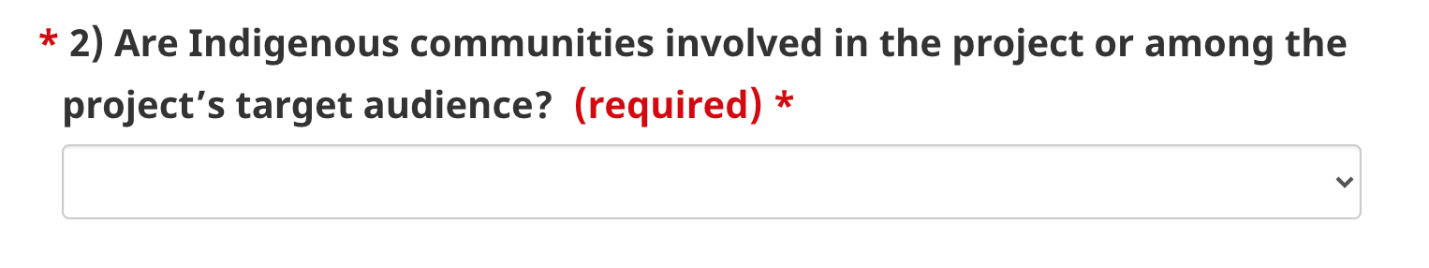 * 2) Are Indigenous communities involved in the project or among the
project’s target audience? (required) *